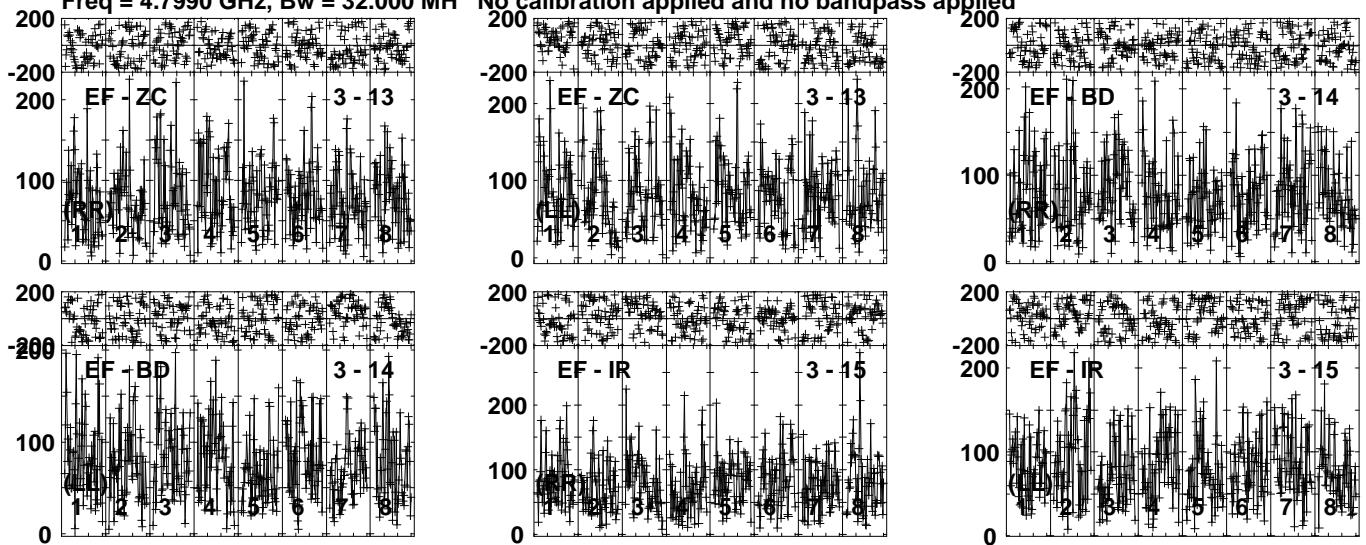 Freq = 4.7990 GHz, Bw = 32.000 MH No calibration applied and no bandpass applied
200
-200
200
100
0
EF - ZC 3 - 13
(RR)
1 2 3 4 5 6 7 8
200
-200
200
100
0
EF - ZC 3 - 13
(LL)
1 2 3 4 5 6 7 8
200
-200
200
100
0
EF - BD 3 - 14
(RR)
1 2 3 4 5 6 7 8
200
-200
200
100
0
EF - BD 3 - 14
(LL)
1 2 3 4 5 6 7 8
200
-200
200
100
0
EF - IR 3 - 15
(RR)
1 2 3 4 5 6 7 8
200
-200
200
100
0
EF - IR 3 - 15
(LL)
1 2 3 4 5 6 7 8